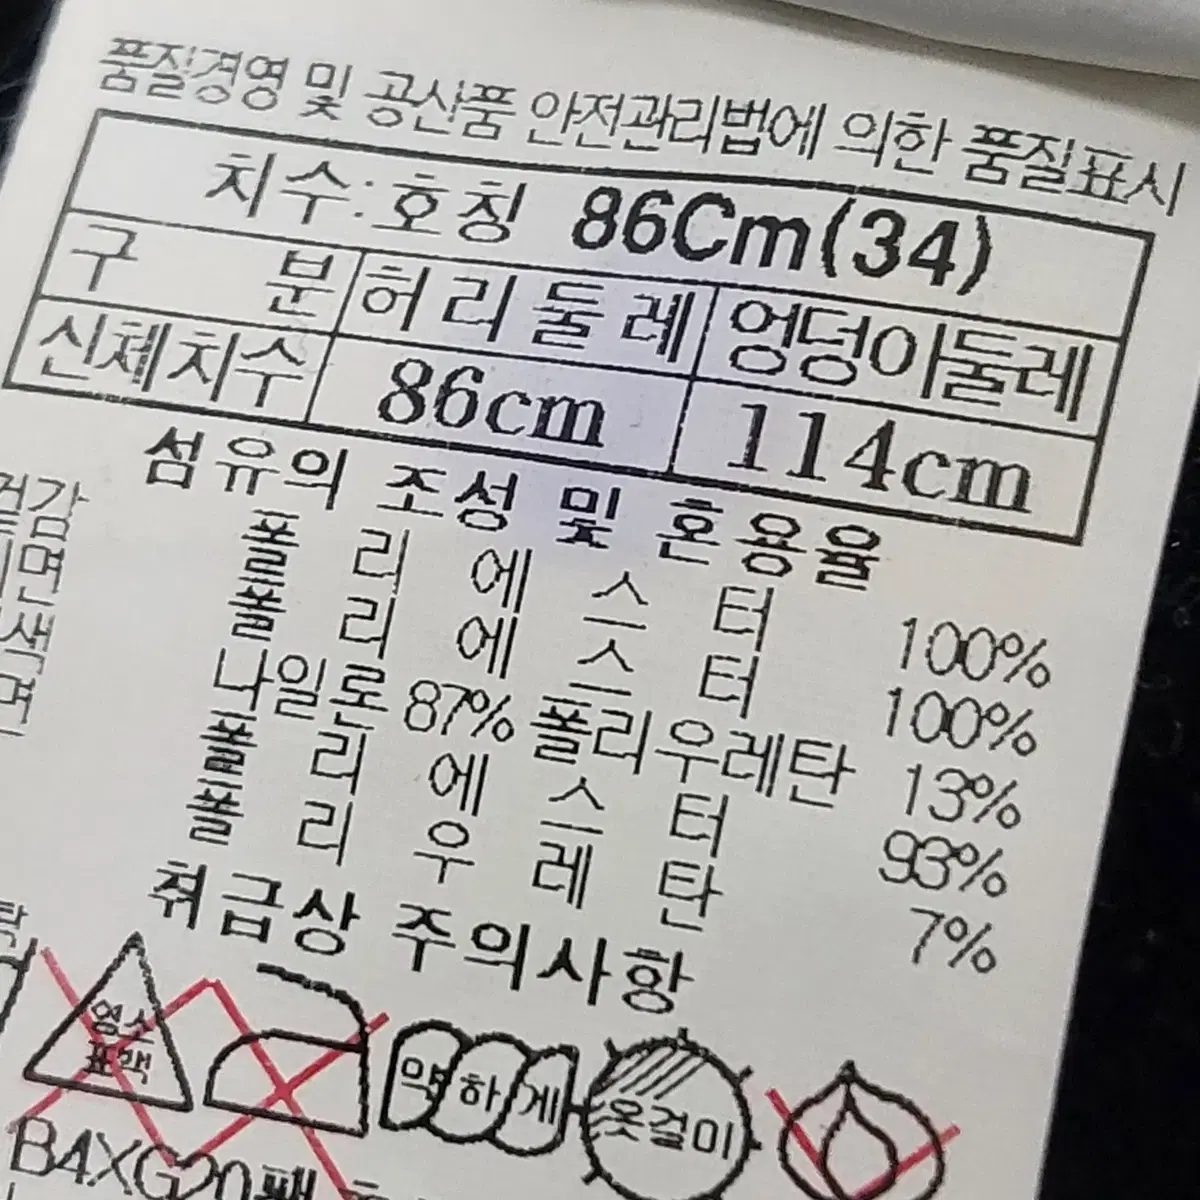 품질경영 및 공산품 안전관리법에 의한 품질표시
치수:호칭 86Cm(34)
구 분 허리둘레 엉덩이둘레
신체치수 86cm 114cm
섬유의 조성 및 혼용율
겉감 폴 리 에 스 터 100%
폴 리 에 스 터 100%
나일론 87% 폴리우레탄 13%
폴 리 에 스 터 93%
폴 리 우 레 탄 7%
취급상 주의사항
염소
표백
약하게
옷걸이